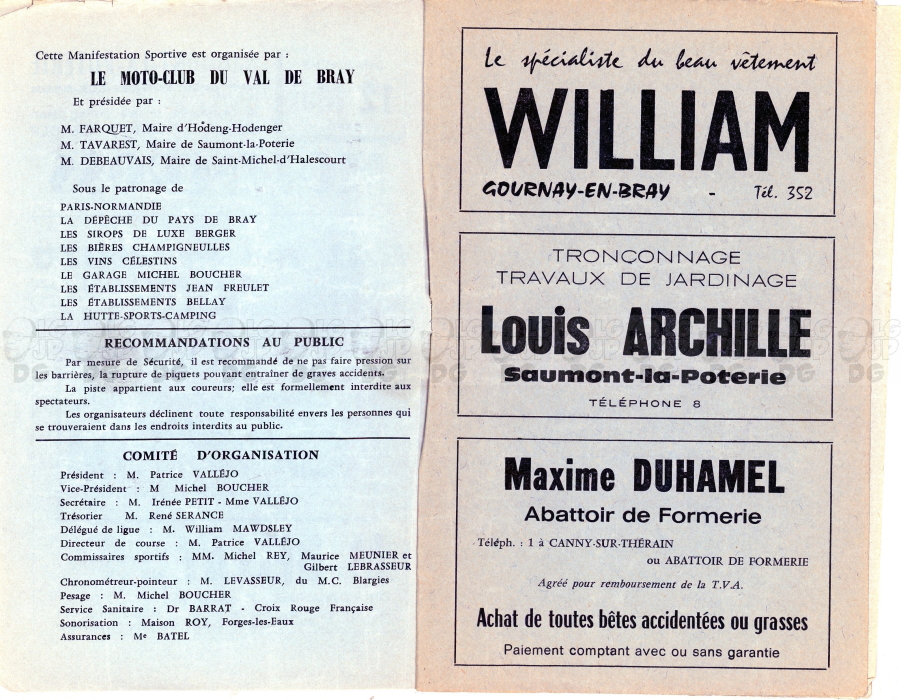 Cette Manifestation Sportive est organisée par :
LE MOTO-CLUB DU VAL DE BRAY
Et présidée par :
M. FARQUET, Maire d'Hodeng-Hodenger
M. TAVAREST, Maire de Saumont-la-Poterie
M. DEBEAUVAIS, Maire de Saint-Michel-d'Halescourt
Sous le patronage de
PARIS-NORMANDIE
LA DÉPÊCHE DU PAYS DE BRAY
LES SIROPS DE LUXE BERGER
LES BIÈRES CHAMPIGNEULLES
LES VINS CÉLESTINS
LE GARAGE MICHEL BOUCHER
LES ÉTABLISSEMENTS JEAN FREULET
LES ÉTABLISSEMENTS BELLAY
LA HUTTE-SPORTS-CAMPING
RECOMMANDATIONS AU PUBLIC
Par mesure de Sécurité, il est recommandé de ne pas faire pression sur
les barrières, la rupture de piquets pouvant entraîner de graves accidents.
La piste appartient aux coureurs; elle est formellement interdite aux
spectateurs.
Les organisateurs déclinent toute responsabilité envers les personnes qui
se trouveraient dans les endroits interdits au public.
COMITÉ D'ORGANISATION
Président : M. Patrice VALLÉJO
Vice-Président : M Michel BOUCHER
Secrétaire : M. Irénée PETIT - Mme VALLÉJO
Trésorier M. René SERANCE
Délégué de ligue : M. William MAWDSLEY
Directeur de course : M. Patrice VALLÉJO
Commissaires sportifs : MM. Michel REY, Maurice MEUNIER et
Gilbert LEBRASSEUR
Chronométreur-pointeur : M. LEVASSEUR, du M.C. Blargies
Pesage : M. Michel BOUCHER
Service Sanitaire : Dr BARRAT - Croix Rouge Française
Sonorisation : Maison ROY, Forges-les-Eaux
Assurances : Me BATEL
Le spécialiste du beau vêtement
WILLIAM
GOURNAY-EN-BRAY - Tél. 352
TRONÇONNAGE
TRAVAUX DE JARDINAGE
Louis ARCHILLE
Saumont-la-Poterie
TÉLÉPHONE 8
Maxime DUHAMEL
Abattoir de Formerie
Téléph. : 1 à CANNY-SUR-THÉRAIN
ou ABATTOIR DE FORMERIE
Agréé pour remboursement de la T.V.A.
Achat de toutes bêtes accidentées ou grasses
Paiement comptant avec ou sans garantie